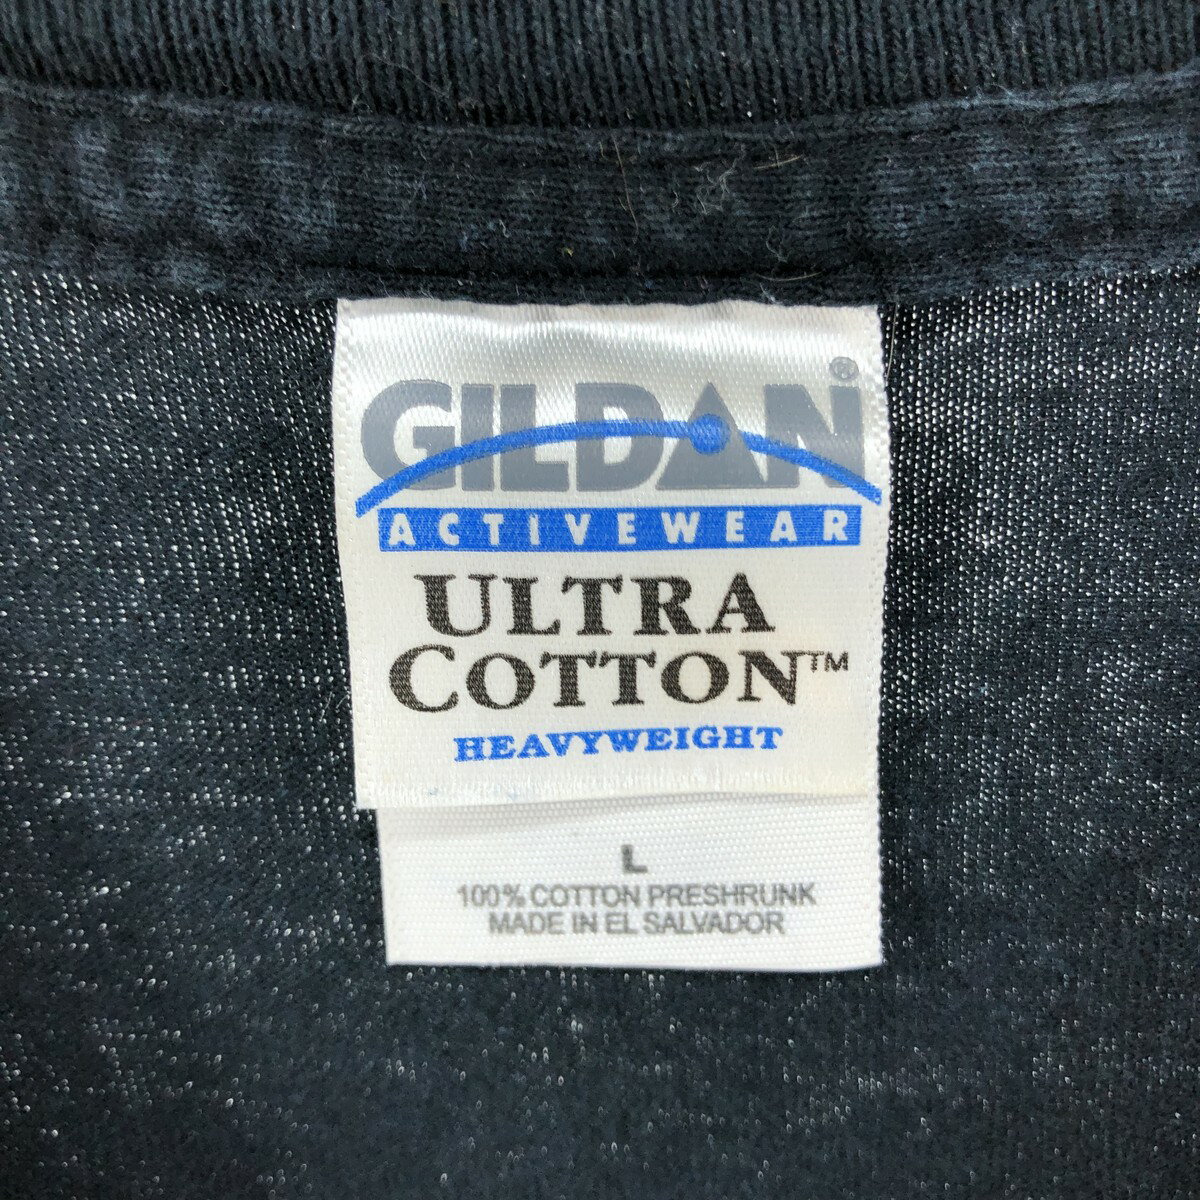 GILDAN®
ACTIVEWEAR
ULTRA
COTTON™
HEAVYWEIGHT
L
100% COTTON PRESHRUNK
MADE IN EL SALVADOR